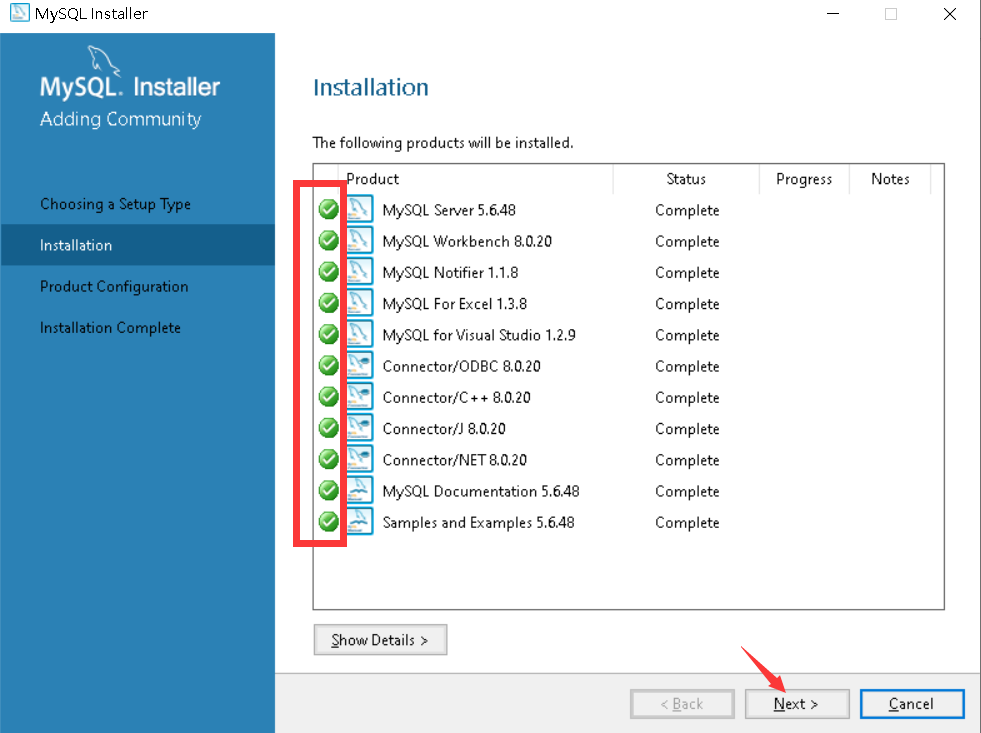 MySQL Installer
MySQL. Installer
Adding Community
Choosing a Setup Type
Installation
Product Configuration
Installation Complete
Installation
The following products will be installed.
Product Status Progress Notes
MySQL Server 5.6.48 Complete
MySQL Workbench 8.0.20 Complete
MySQL Notifier 1.1.8 Complete
MySQL For Excel 1.3.8 Complete
MySQL for Visual Studio 1.2.9 Complete
Connector/ODBC 8.0.20 Complete
Connector/C++ 8.0.20 Complete
Connector/J 8.0.20 Complete
Connector/NET 8.0.20 Complete
MySQL Documentation 5.6.48 Complete
Samples and Examples 5.6.48 Complete
Show Details >
< Back Next > Cancel